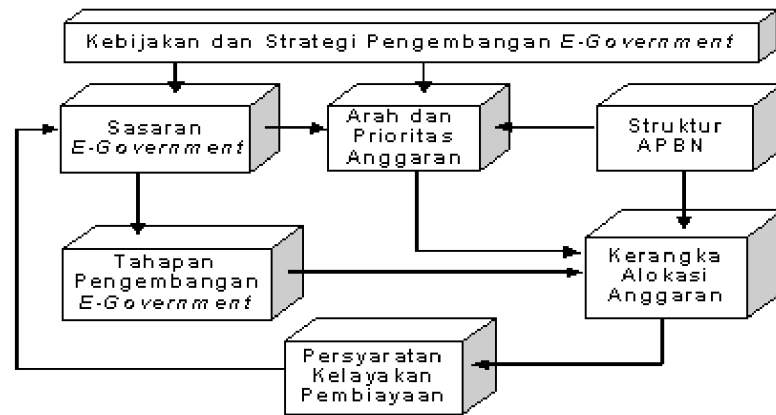 Kebijakan dan Strategi Pengembangan E-Government
Sasaran
E-Government
Arah dan
Prioritas
Anggaran
Struktur
APBN
Tahapan
Pengembangan
E-Government
Kerangka
Alokasi
Anggaran
Persyaratan
Kelayakan
Pembiayaan